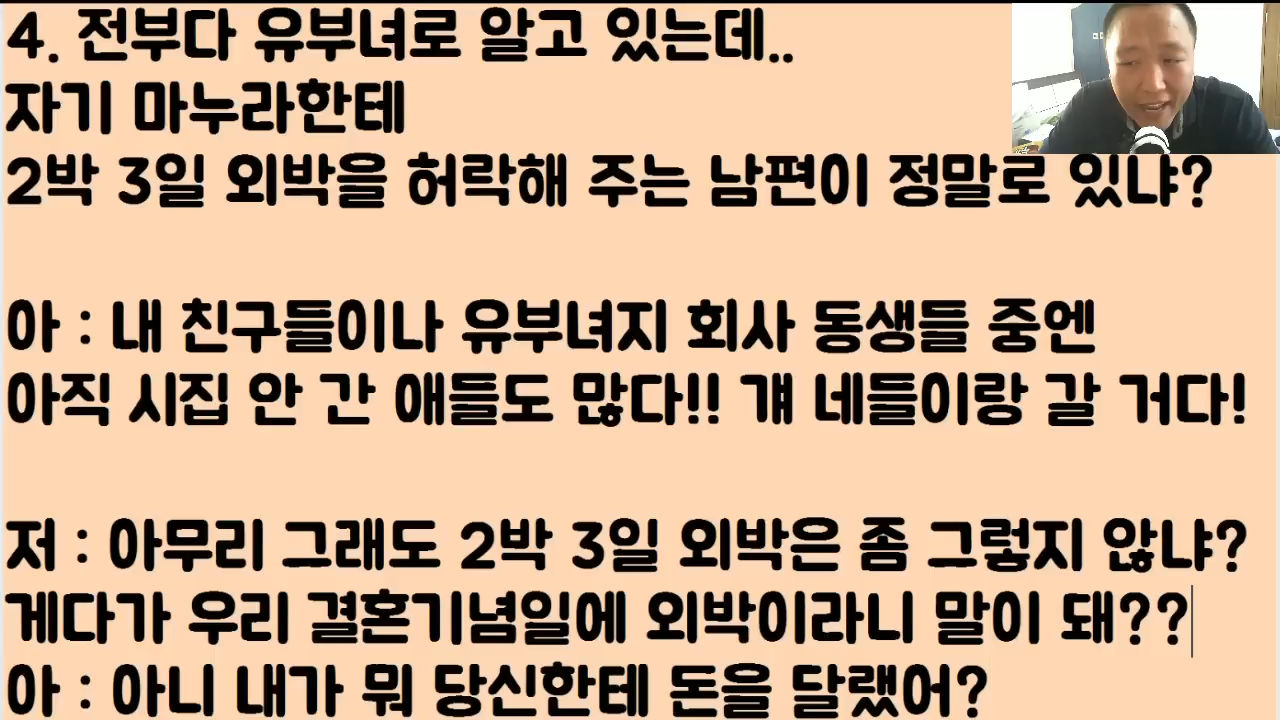 4. 전부다 유부녀로 알고 있는데..
자기 마누라한테
2박 3일 외박을 허락해 주는 남편이 정말로 있냐?
아 : 내 친구들이나 유부녀지 회사 동생들 중엔
아직 시집 안 간 애들도 많다!! 걔 네들이랑 갈 거다!
저 : 아무리 그래도 2박 3일 외박은 좀 그렇지 않냐?
게다가 우리 결혼기념일에 외박이라니 말이 돼??
아 : 아니 내가 뭐 당신한테 돈을 달랬어?